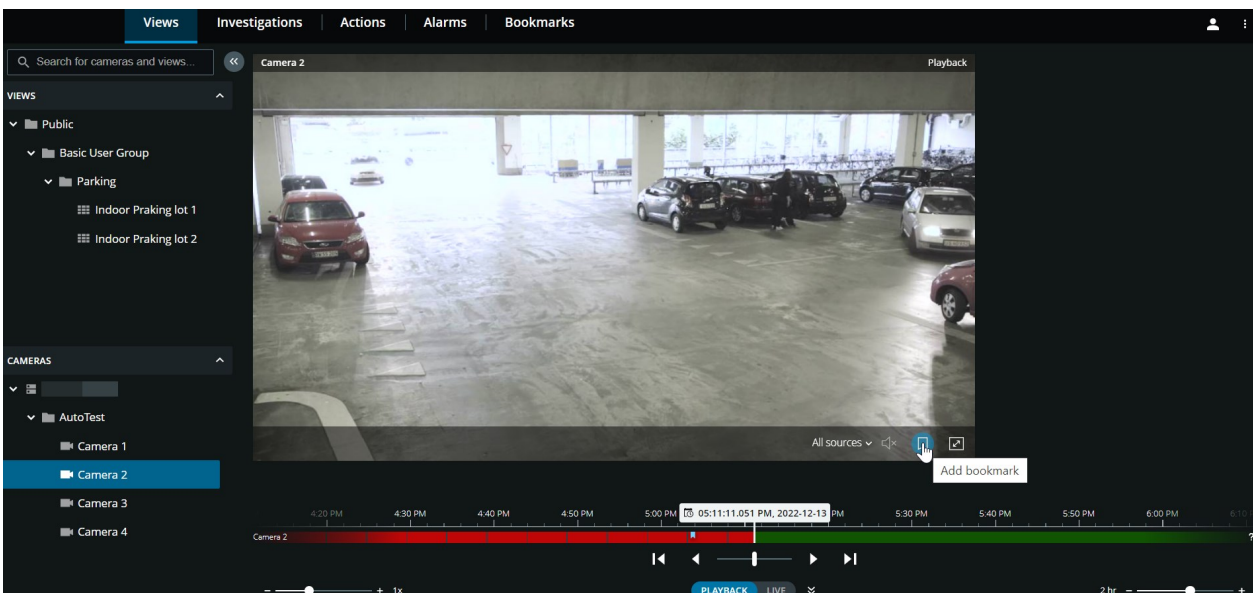 Views Investigations Actions Alarms Bookmarks
Search for cameras and views...
Camera 2 Playback
VIEWS
Public
Basic User Group
Parking
Indoor Praking lot 1
Indoor Praking lot 2
CAMERAS
AutoTest
Camera 1
Camera 2
Camera 3
Camera 4
All sources
Add bookmark
4:20 PM 4:30 PM 4:40 PM 4:50 PM 5:00 PM 05:11:11.051 PM, 2022-12-13 PM 5:30 PM 5:40 PM 5:50 PM 6:00 PM
Camera 2
- + 1x PLAYBACK LIVE 2 hr - +